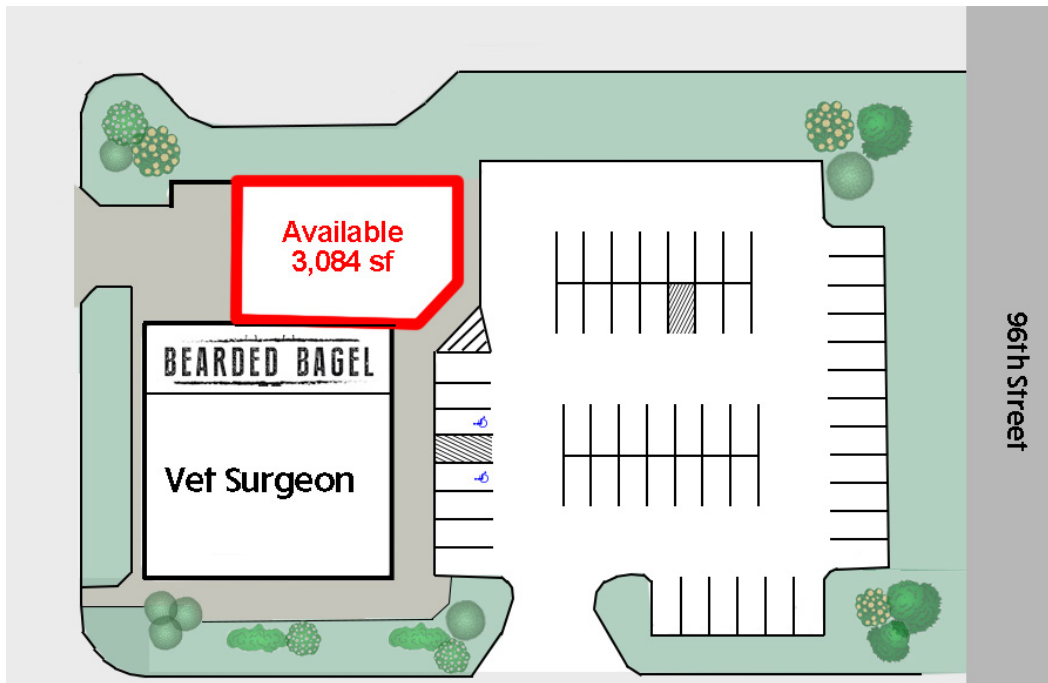 Available
3,084 sf
BEARDED BAGEL
Vet Surgeon
96th Street